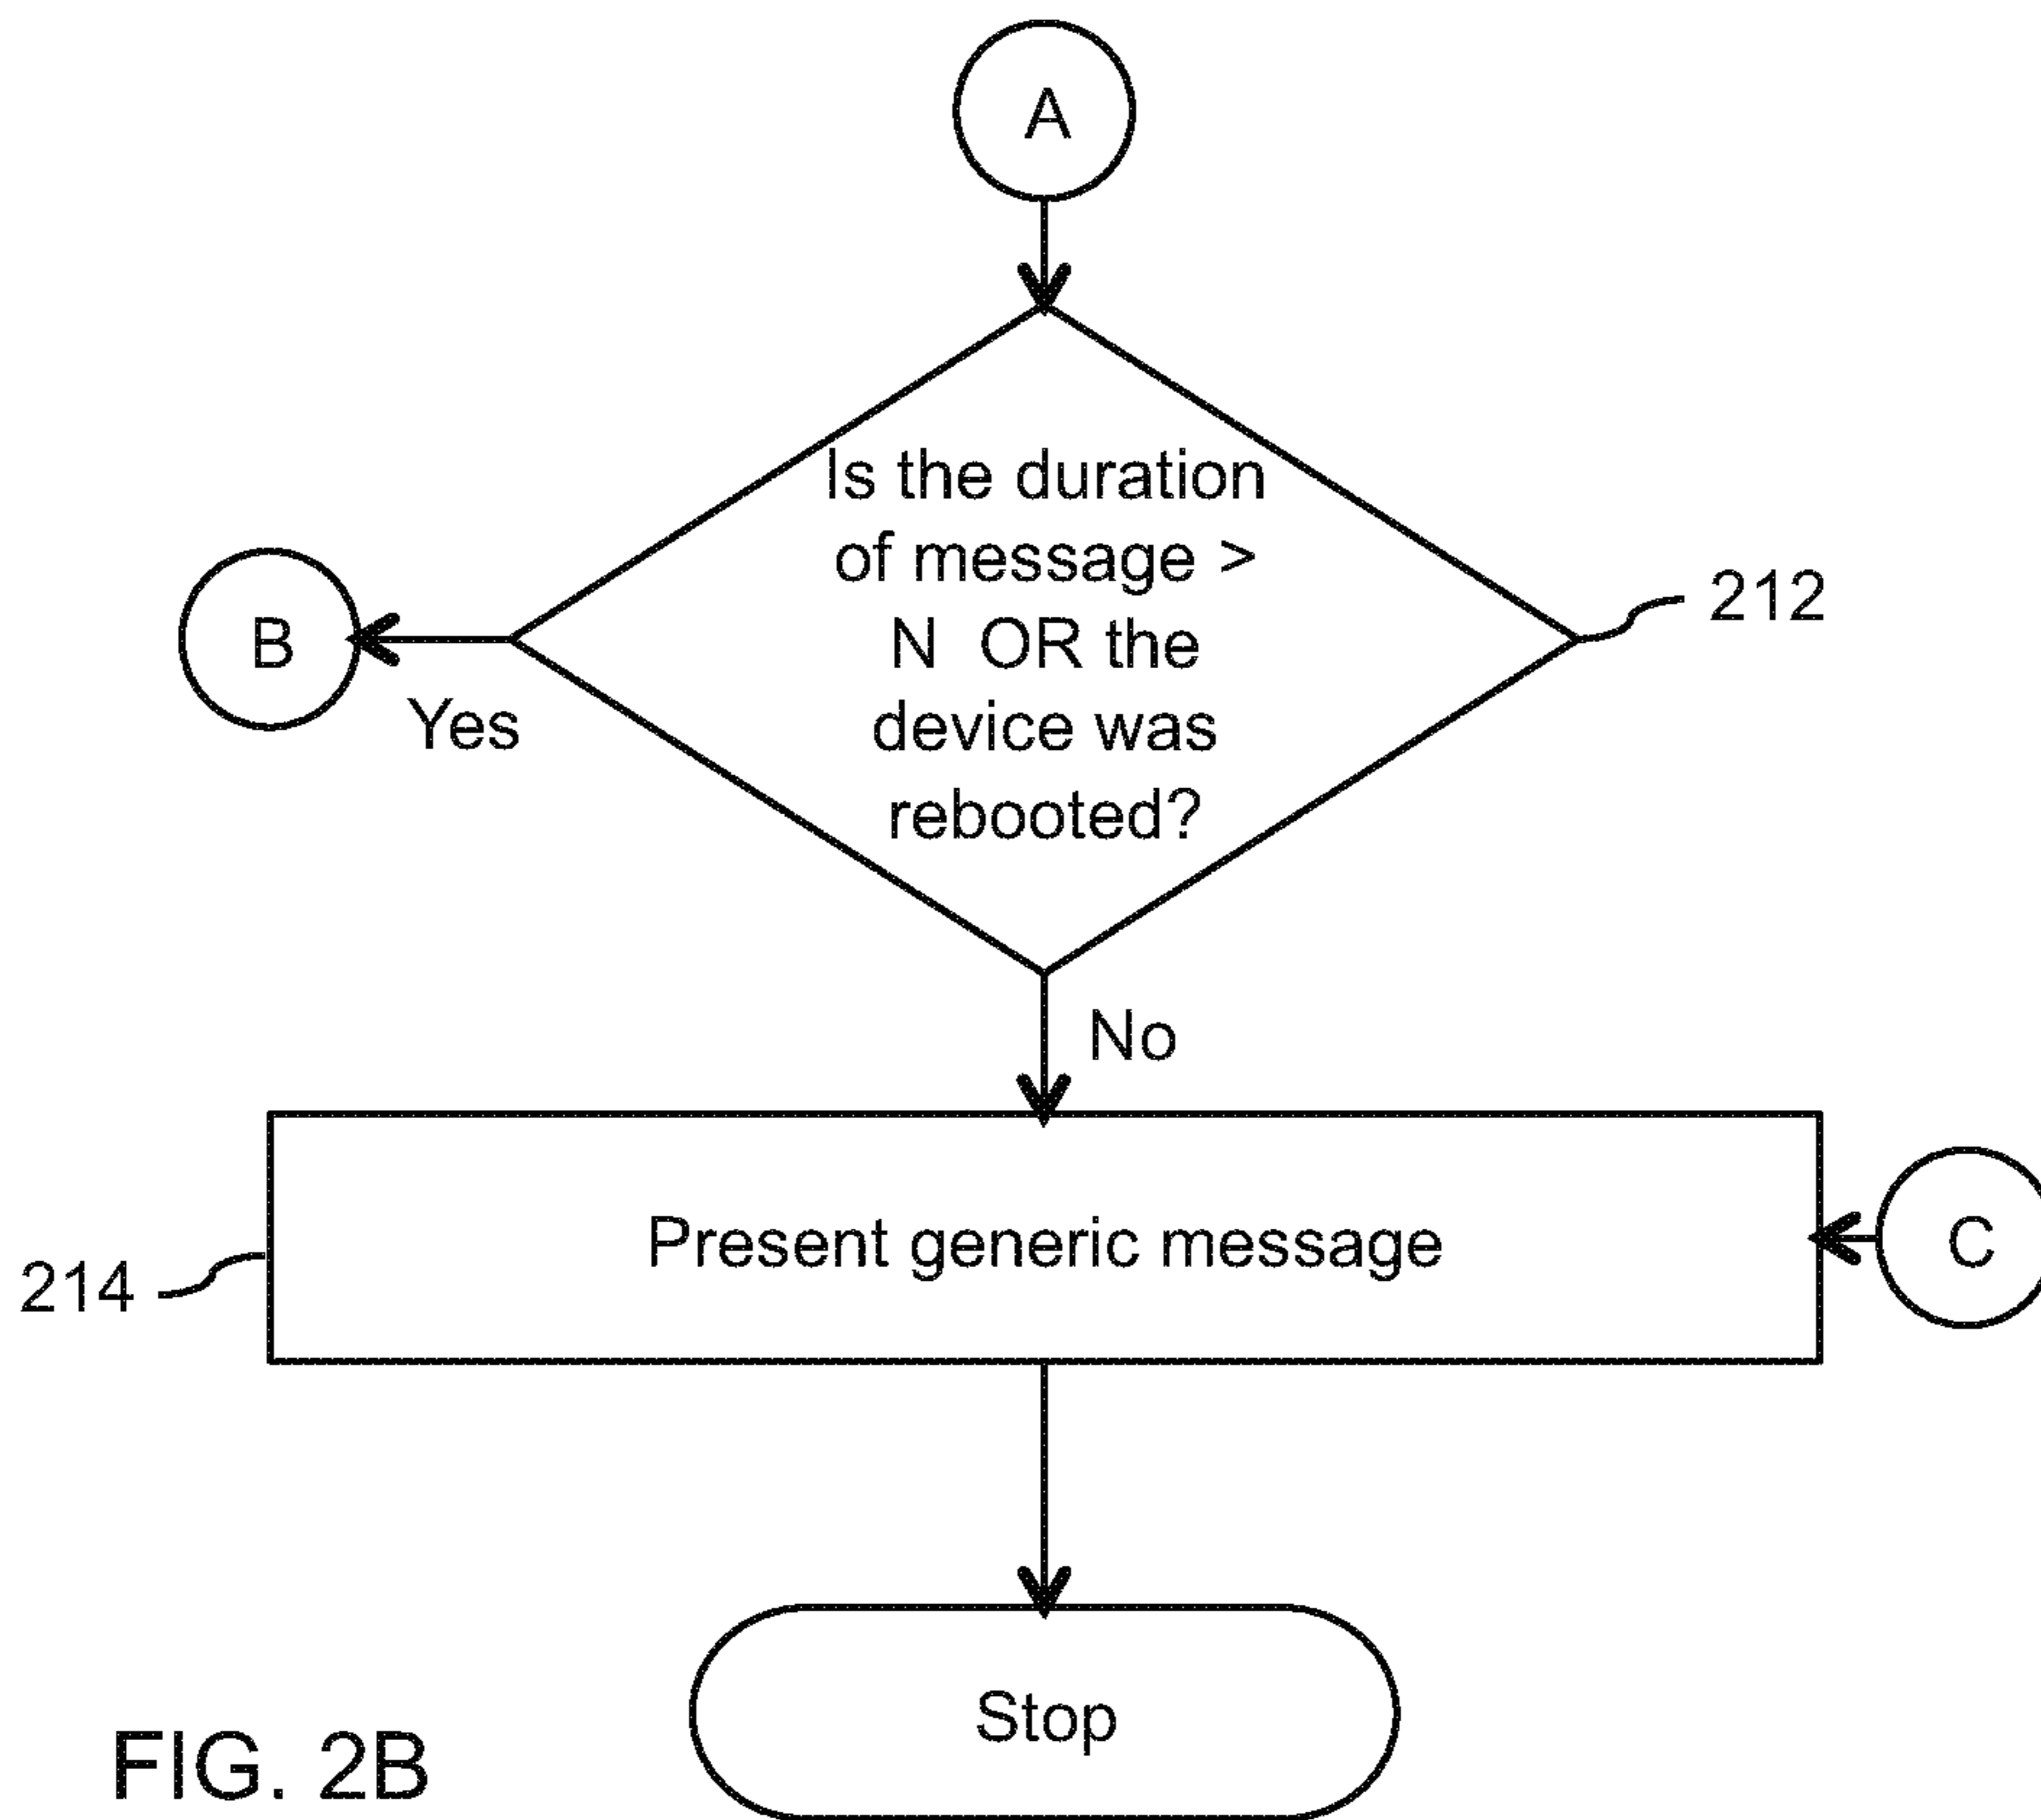 A
Is the duration
of message >
N OR the
device was
rebooted?
212
B
Yes
No
Present generic message
C
214
Stop
FIG. 2B